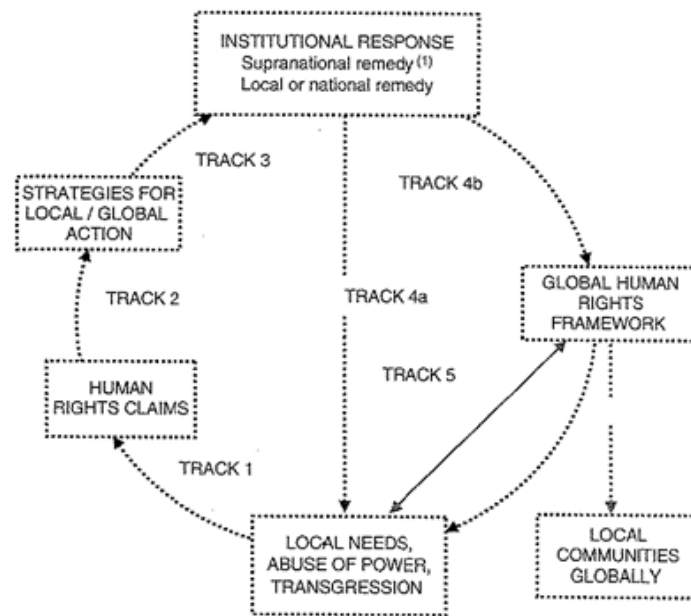 INSTITUTIONAL RESPONSE
Supranational remedy (1)
Local or national remedy
TRACK 3
TRACK 4b
STRATEGIES FOR
LOCAL / GLOBAL
ACTION
TRACK 2
TRACK 4a
GLOBAL HUMAN
RIGHTS
FRAMEWORK
HUMAN
RIGHTS CLAIMS
TRACK 5
TRACK 1
LOCAL NEEDS,
ABUSE OF POWER,
TRANSGRESSION
LOCAL
COMMUNITIES
GLOBALLY